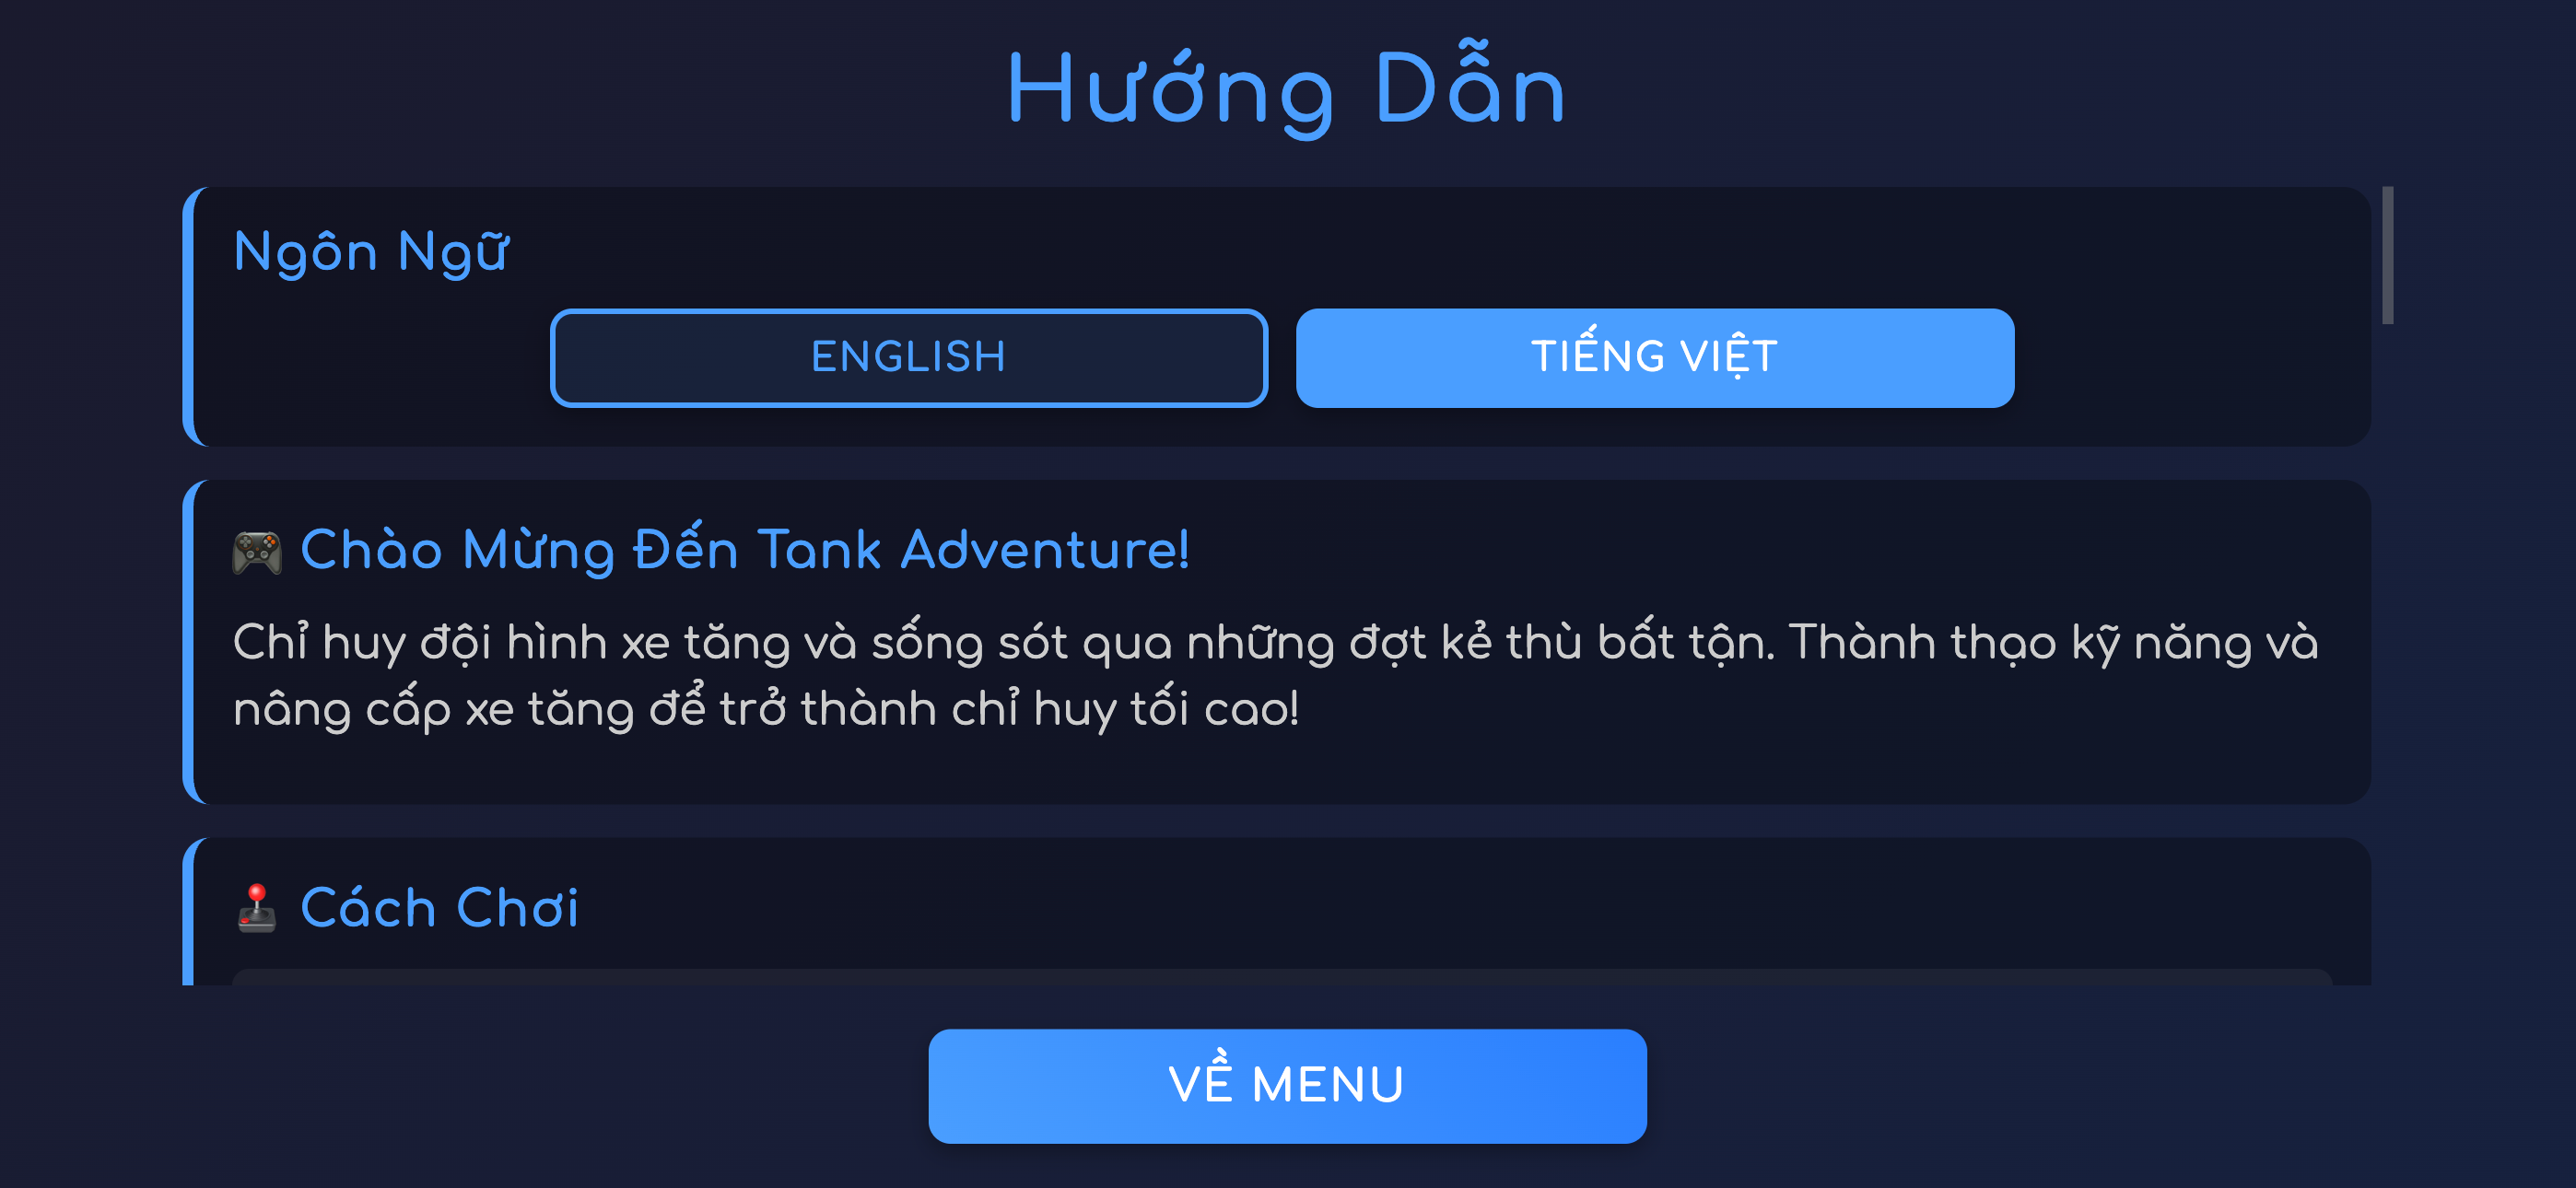 Hướng Dẫn
Ngôn Ngữ
ENGLISH
TIẾNG VIỆT
Chào Mừng Đến Tank Adventure!
Chỉ huy đội hình xe tăng và sống sót qua những đợt kẻ thù bất tận. Thành thạo kỹ năng và
nâng cấp xe tăng để trở thành chỉ huy tối cao!
Cách Chơi
VỀ MENU